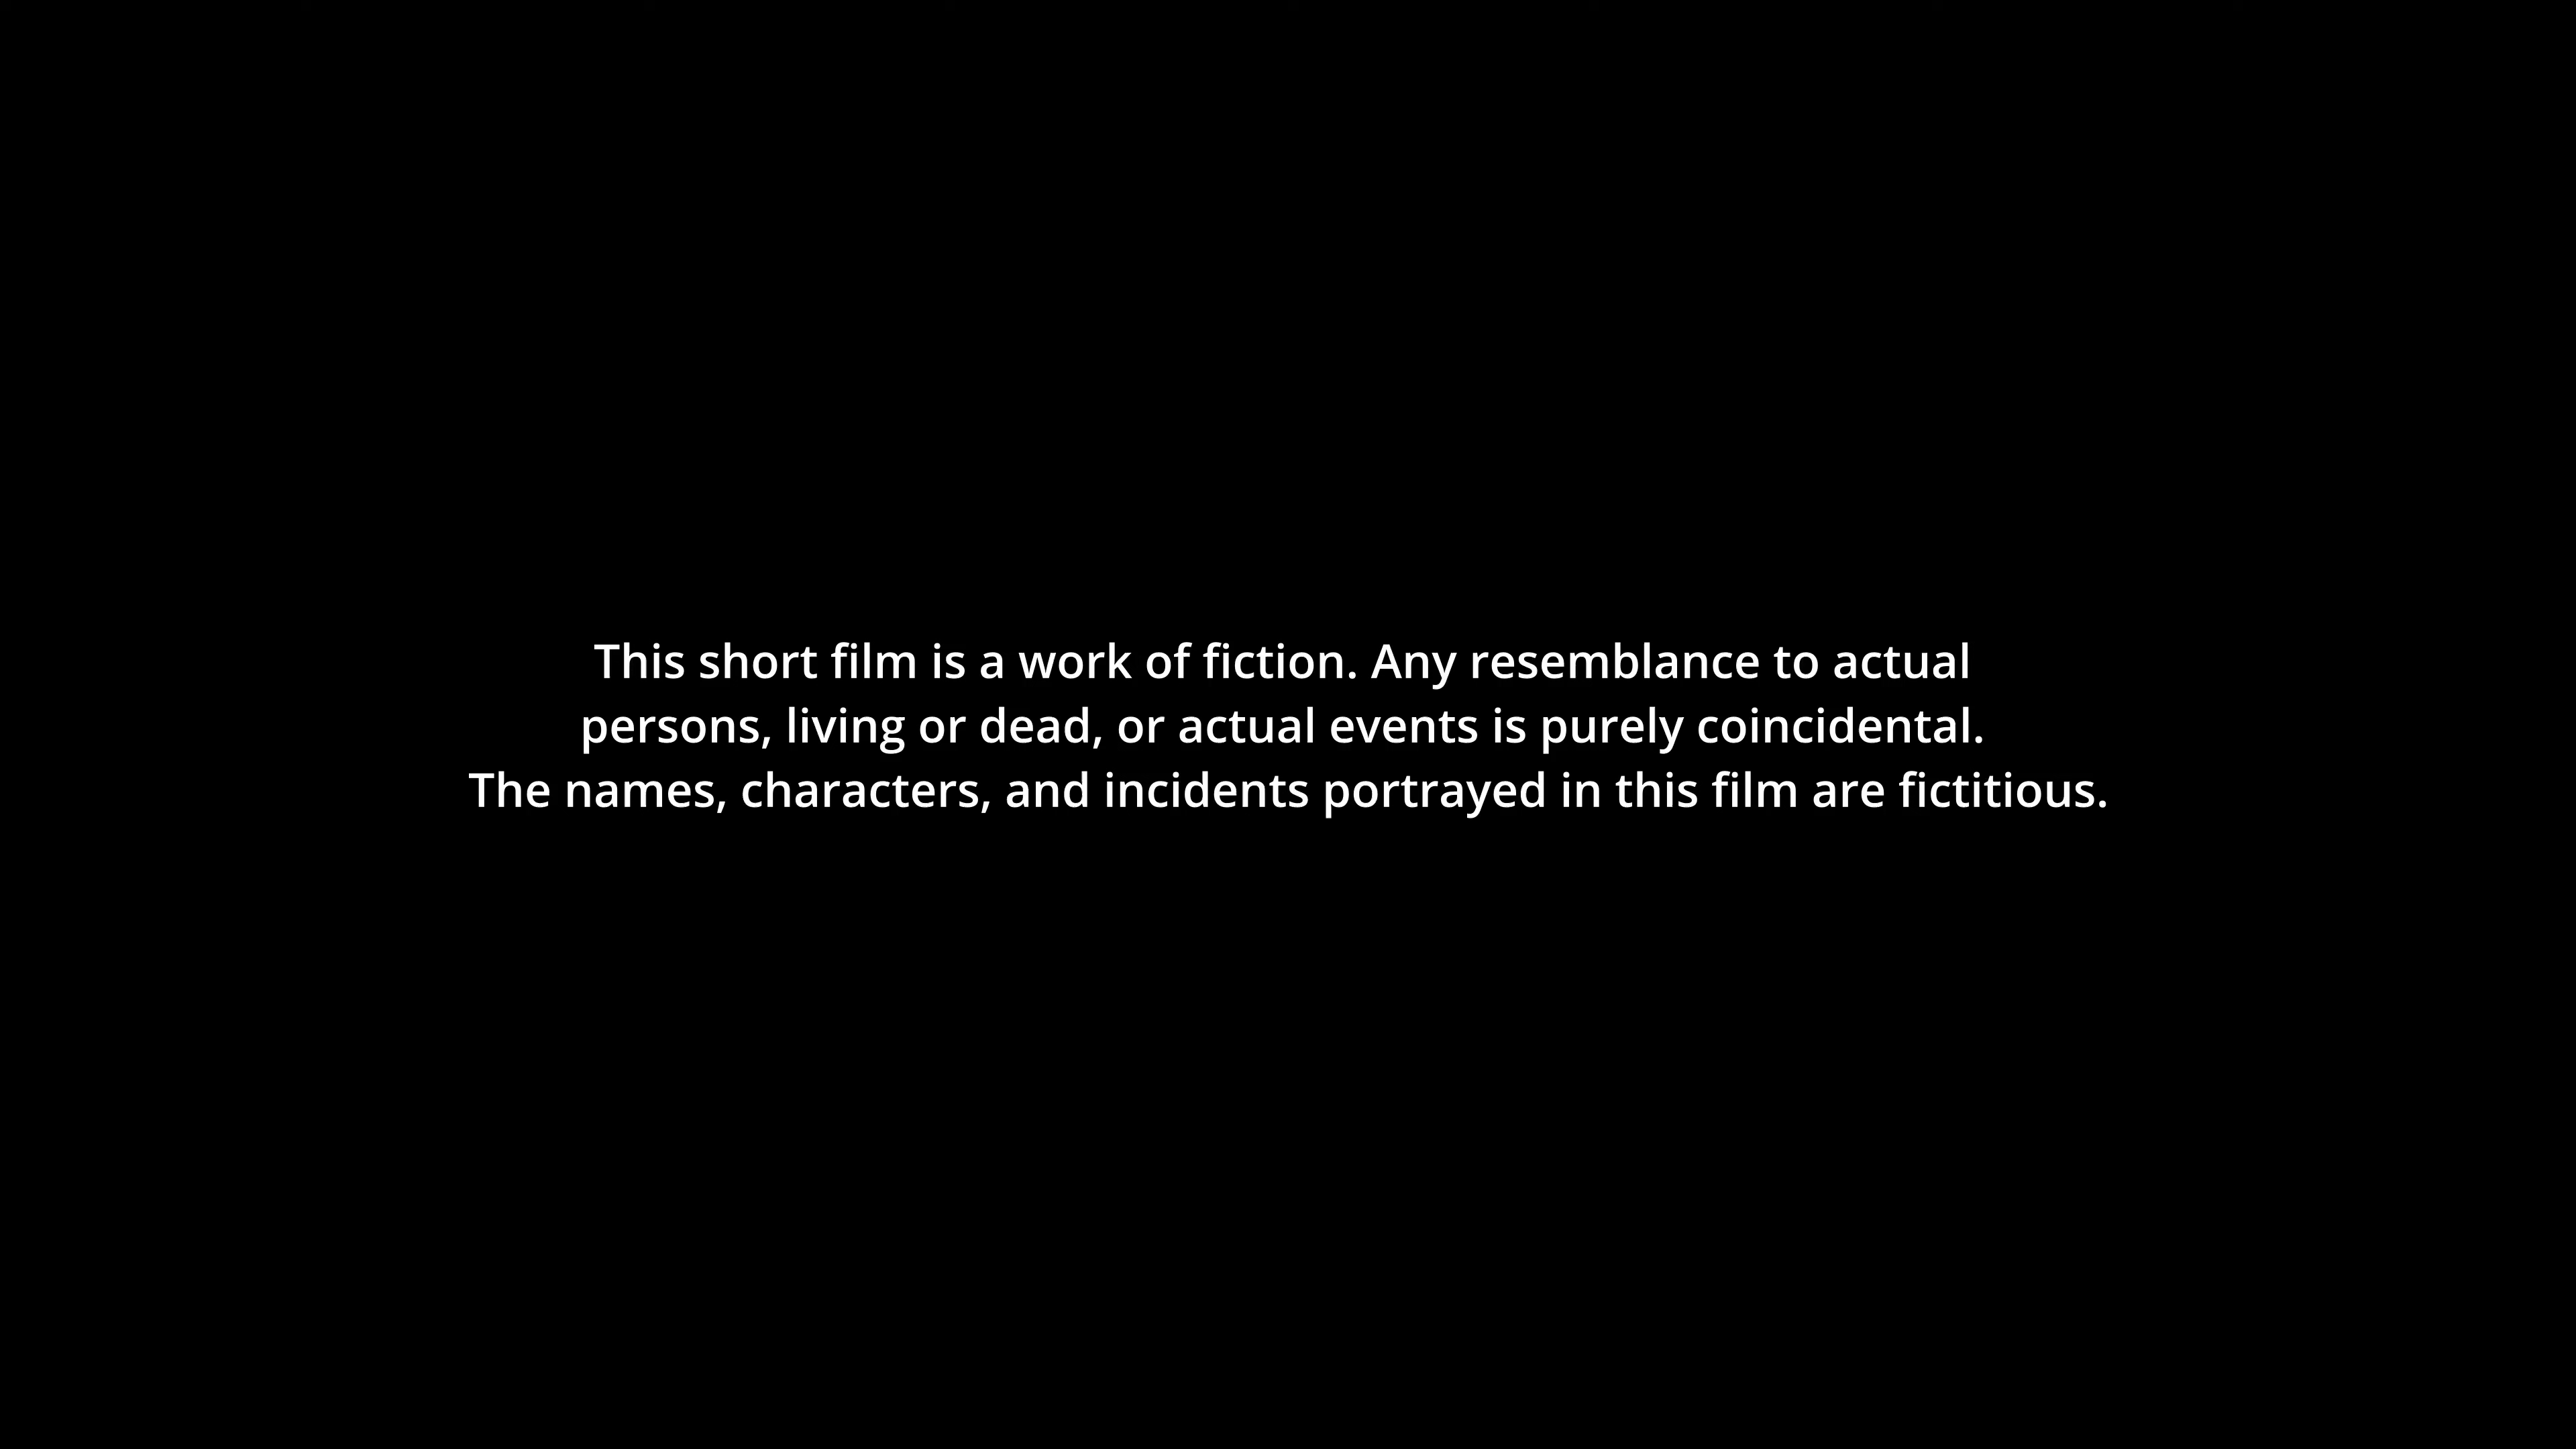 This short film is a work of fiction. Any resemblance to actual
persons, living or dead, or actual events is purely coincidental.
The names, characters, and incidents portrayed in this film are fictitious.